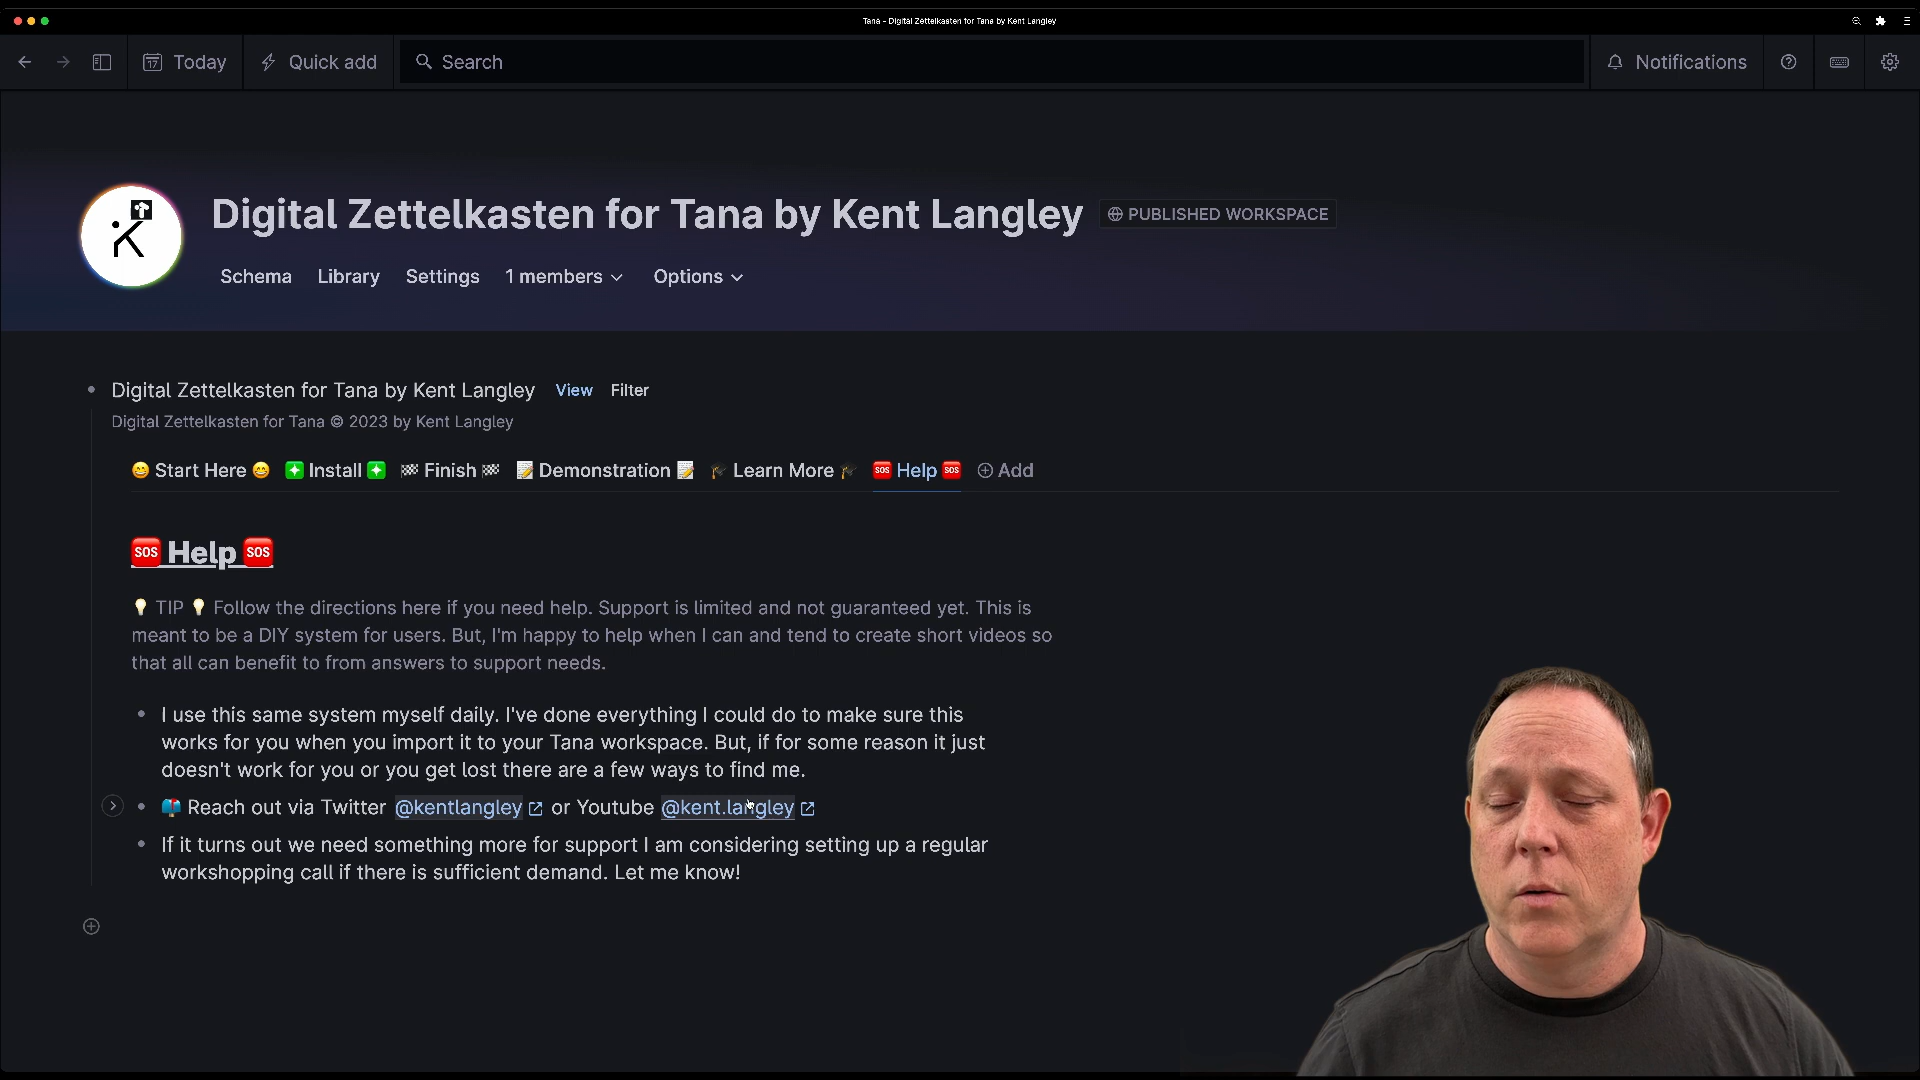 Tana - Digital Zettelkasten for Tana by Kent Langley
17 Today
Quick add
Search
Notifications
Digital Zettelkasten for Tana by Kent Langley
PUBLISHED WORKSPACE
Schema
Library
Settings
1 members
Options
Digital Zettelkasten for Tana by Kent Langley View Filter
Digital Zettelkasten for Tana © 2023 by Kent Langley
😄 Start Here 😄
Install
🏁 Finish 🏁
📝 Demonstration 📝
🎓 Learn More 🎓
🆘 Help 🆘
Add
🆘 Help 🆘
💡 TIP 💡 Follow the directions here if you need help. Support is limited and not guaranteed yet. This is
meant to be a DIY system for users. But, I'm happy to help when I can and tend to create short videos so
that all can benefit to from answers to support needs.
I use this same system myself daily. I've done everything I could do to make sure this
works for you when you import it to your Tana workspace. But, if for some reason it just
doesn't work for you or you get lost there are a few ways to find me.
📫 Reach out via Twitter @kentlangley or Youtube @kent.langley
If it turns out we need something more for support I am considering setting up a regular
workshopping call if there is sufficient demand. Let me know!